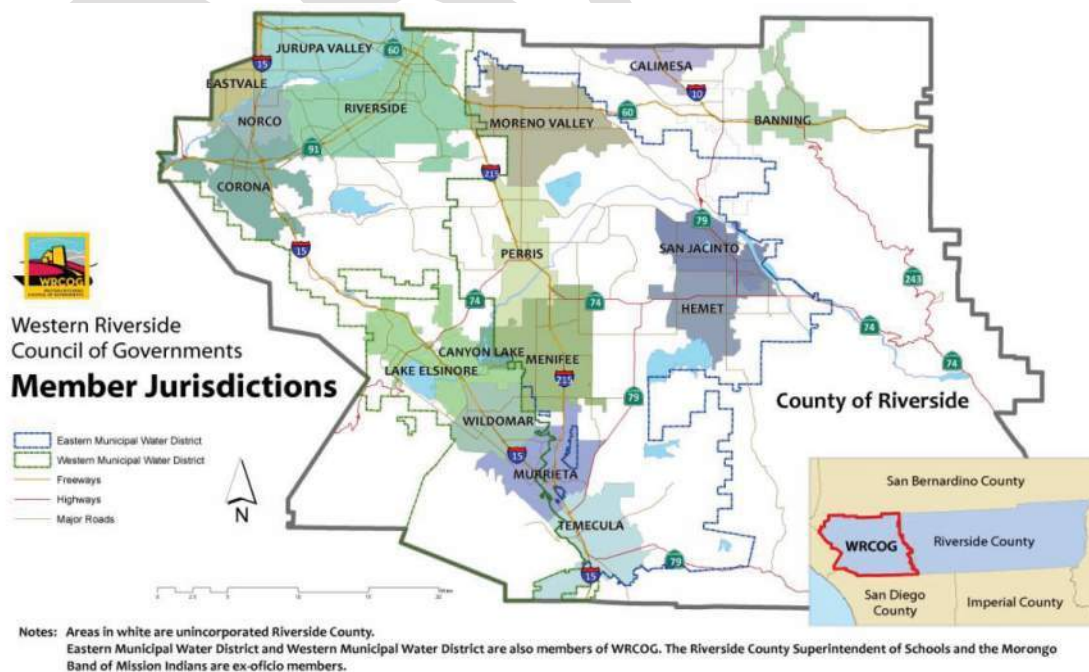 JURUPA VALLEY
60
15
EASTVALE
NORCO
RIVERSIDE
91
CORONA
15
CALIMESA
10
60
MORENO VALLEY
BANNING
215
79
SAN JACINTO
PERRIS
243
74
74
HEMET
74
74
CANYON LAKE
LAKE ELSINORE
MENIFEE
215
79
WILDOMAR
15
MURRIETA
TEMECULA
79
15
County of Riverside
WRCOG
Western Riverside
Council of Governments
Member Jurisdictions
Eastern Municipal Water District
Western Municipal Water District
Freeways
Highways
Major Roads
N
San Bernardino County
WRCOG
Riverside County
San Diego
County
Imperial County
Notes: Areas in white are unincorporated Riverside County.
Eastern Municipal Water District and Western Municipal Water District are also members of WRCOG. The Riverside County Superintendent of Schools and the Morongo
Band of Mission Indians are ex-oficio members.